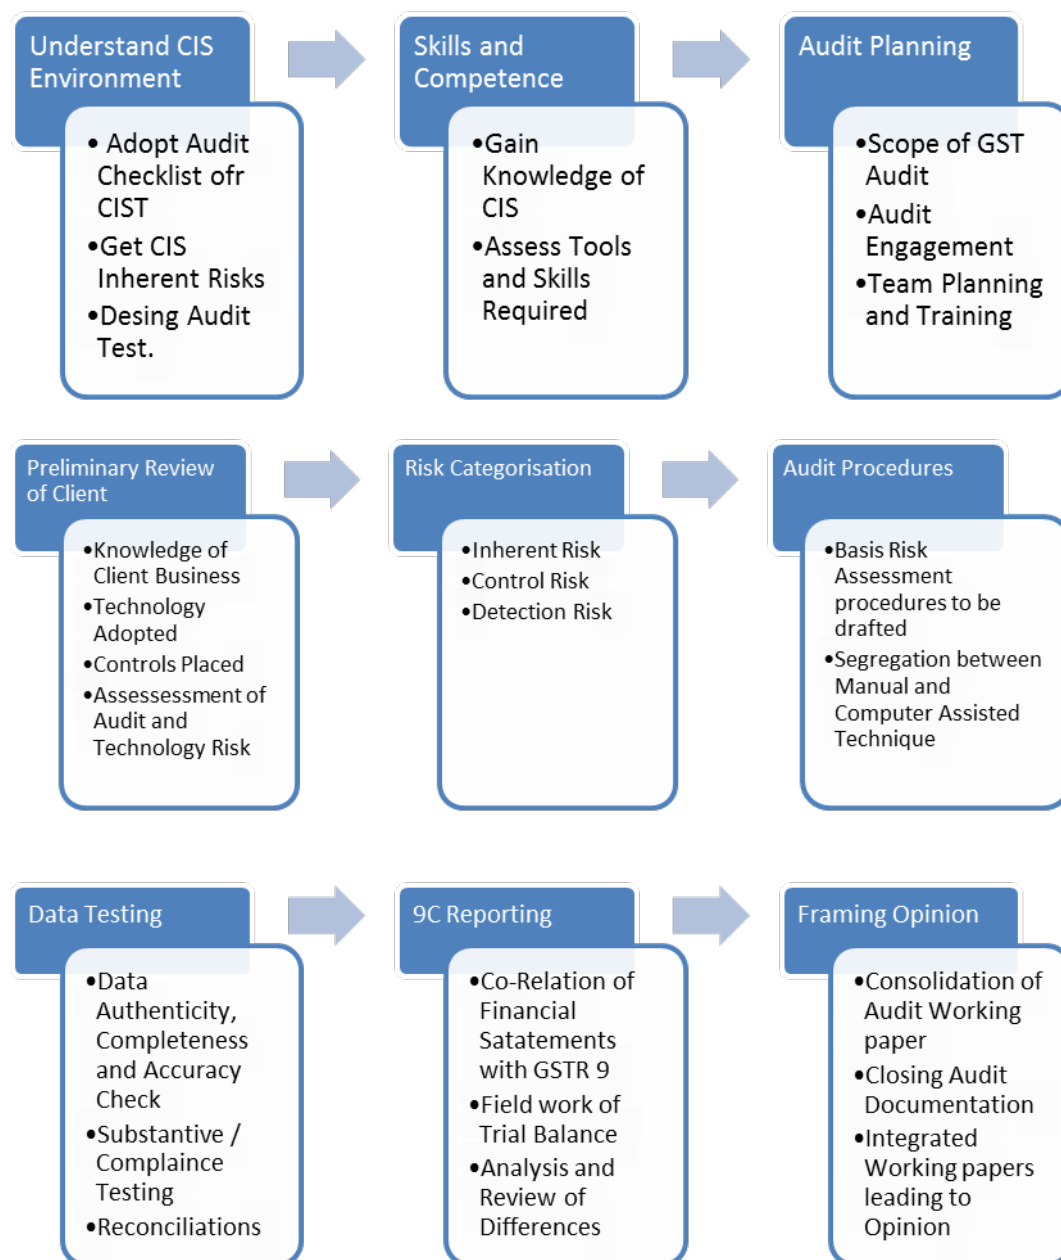 Understand CIS
Environment
• Adopt Audit
Checklist ofr
CIST
•Get CIS
Inherent Risks
•Desing Audit
Test.
Skills and
Competence
•Gain
Knowledge of
CIS
•Assess Tools
and Skills
Required
Audit Planning
•Scope of GST
Audit
•Audit
Engagement
•Team Planning
and Training
Preliminary Review
of Client
•Knowledge of
Client Business
•Technology
Adopted
•Controls Placed
•Assessessment of
Audit and
Technology Risk
Risk Categorisation
•Inherent Risk
•Control Risk
•Detection Risk
Audit Procedures
•Basis Risk
Assessment
procedures to be
drafted
•Segregation between
Manual and
Computer Assisted
Technique
Data Testing
•Data
Authenticity,
Completeness
and Accuracy
Check
•Substantive /
Complaince
Testing
•Reconciliations
9C Reporting
•Co-Relation of
Financial
Satatements
with GSTR 9
•Field work of
Trial Balance
•Analysis and
Review of
Differences
Framing Opinion
•Consolidation of
Audit Working
paper
•Closing Audit
Documentation
•Integrated
Working papers
leading to
Opinion